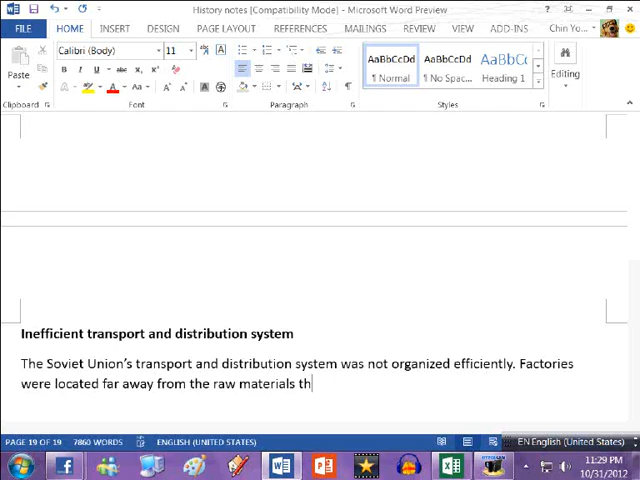 History notes [Compatibility Mode] - Microsoft Word Preview
FILE HOME INSERT DESIGN PAGE LAYOUT REFERENCES MAILINGS REVIEW VIEW ADD-INS Chin Yo...
Calibri (Body) 11
Paste
AaBbCcDd AaBbCcDd AaBbCc
¶ Normal ¶ No Spac... Heading 1
Editing
Clipboard Font Paragraph Styles
Inefficient transport and distribution system
The Soviet Union’s transport and distribution system was not organized efficiently. Factories
were located far away from the raw materials th
PAGE 19 OF 19 7860 WORDS ENGLISH (UNITED STATES) EN English (United States)
11:29 PM
10/31/2012